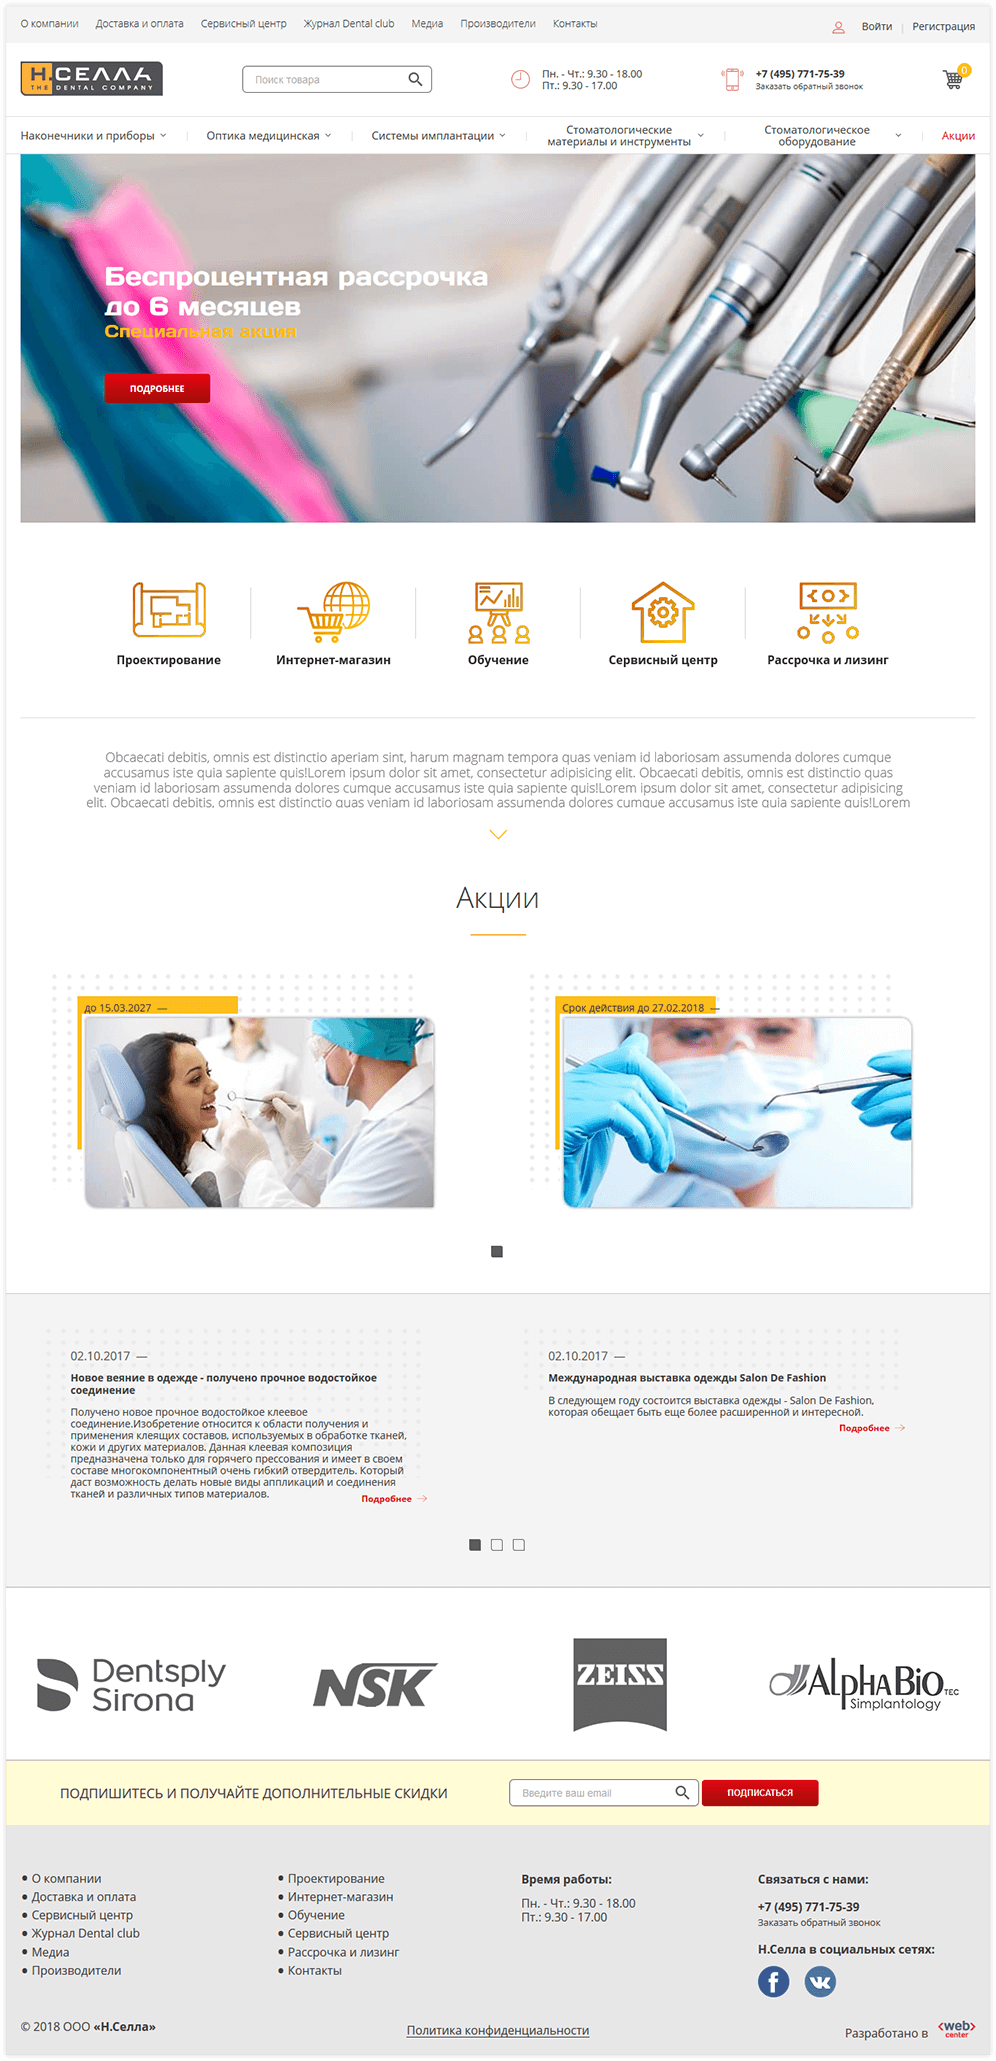 О компании Доставка и оплата Сервисный центр Журнал Dental club Медиа Производители Контакты Войти Регистрация
Н.СЕЛЛА
THE DENTAL COMPANY
Поиск товара
Пн. - Чт.: 9.30 - 18.00
Пт.: 9.30 - 17.00
+7 (495) 771-75-39
Заказать обратный звонок
0
Наконечники и приборы
Оптика медицинская
Системы имплантации
Стоматологические
материалы и инструменты
Стоматологическое
оборудование
Акции
Беспроцентная рассрочка
до 6 месяцев
Специальная акция
ПОДРОБНЕЕ
Проектирование
Интернет-магазин
Обучение
Сервисный центр
Рассрочка и лизинг
Obcaecati debitis, omnis est distinctio aperiam sint, harum magnam tempora quas veniam id laboriosam assumenda dolores cumque
accusamus iste quia sapiente quis!Lorem ipsum dolor sit amet, consectetur adipisicing elit. Obcaecati debitis, omnis est distinctio quas
veniam id laboriosam assumenda dolores cumque accusamus iste quia sapiente quis!Lorem ipsum dolor sit amet, consectetur adipisicing
elit. Obcaecati debitis, omnis est distinctio quas veniam id laboriosam assumenda dolores cumque accusamus iste quia sapiente quis!Lorem
Акции
до 15.03.2027 —
Срок действия до 27.02.2018 —
02.10.2017 —
Новое веяние в одежде - получено прочное водостойкое
соединение
Получено новое прочное водостойкое клеевое
соединение.Изобретение относится к области получения и
применения клеящих составов, используемых в обработке тканей,
кожи и других материалов. Данная клеевая композиция
предназначена только для горячего прессования и имеет в своем
составе многокомпонентный очень гибкий отвердитель. Который
даст возможность делать новые виды аппликаций и соединения
тканей и различных типов материалов.
Подробнее
02.10.2017 —
Международная выставка одежды Salon De Fashion
В следующем году состоится выставка одежды - Salon De Fashion,
которая обещает быть еще более расширенной и интересной.
Подробнее
Dentsply
Sirona
NSK
ZEISS
AlphaBio TEC
Simplantology
ПОДПИШИТЕСЬ И ПОЛУЧАЙТЕ ДОПОЛНИТЕЛЬНЫЕ СКИДКИ
Введите ваш email
ПОДПИСАТЬСЯ
• О компании
• Доставка и оплата
• Сервисный центр
• Журнал Dental club
• Медиа
• Производители
• Проектирование
• Интернет-магазин
• Обучение
• Сервисный центр
• Рассрочка и лизинг
• Контакты
Время работы:
Пн. - Чт.: 9.30 - 18.00
Пт.: 9.30 - 17.00
Связаться с нами:
+7 (495) 771-75-39
Заказать обратный звонок
Н.Селла в социальных сетях:
© 2018 ООО «Н.Селла»
Политика конфиденциальности
Разработано в
<web>
center